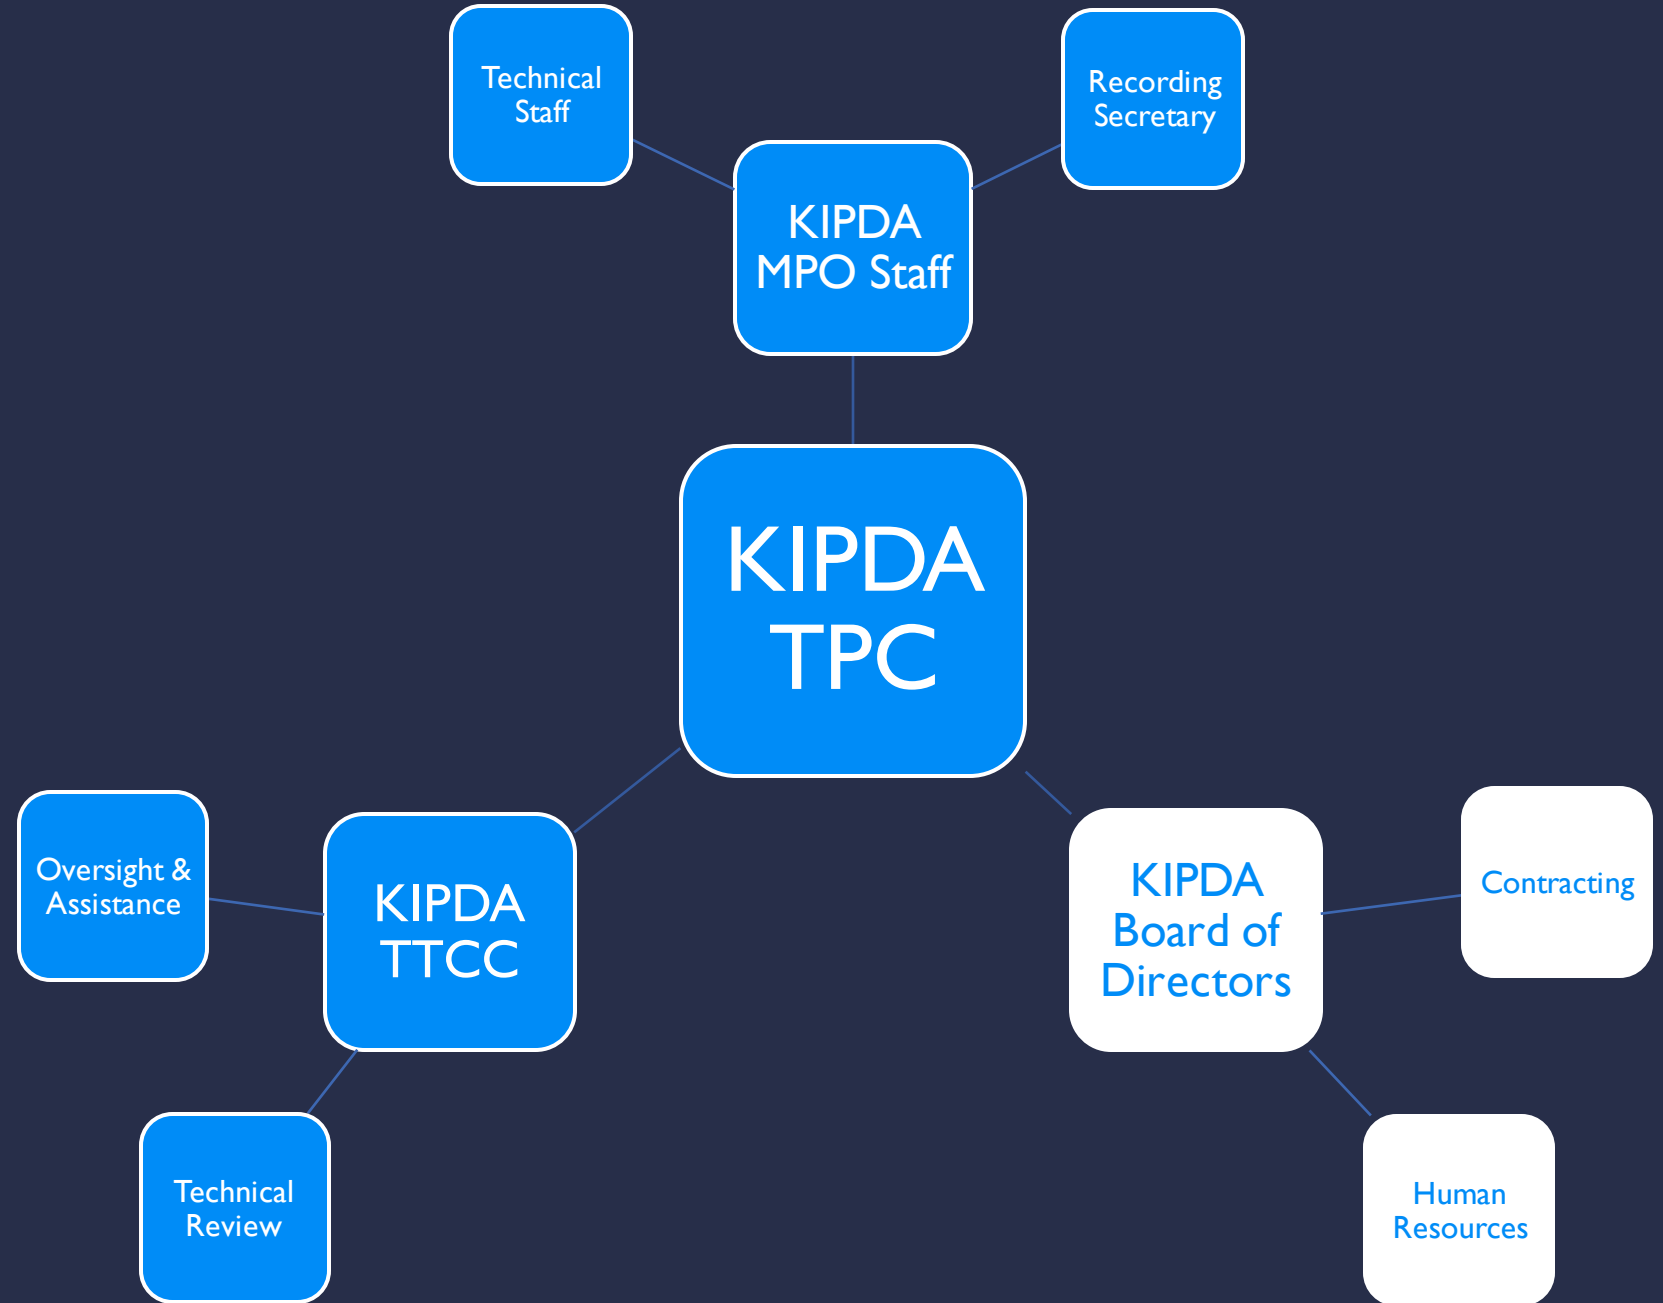 Technical
Staff
Recording
Secretary
KIPDA
MPO Staff
KIPDA
TPC
Oversight &
Assistance
KIPDA
TTCC
KIPDA
Board of
Directors
Contracting
Technical
Review
Human
Resources